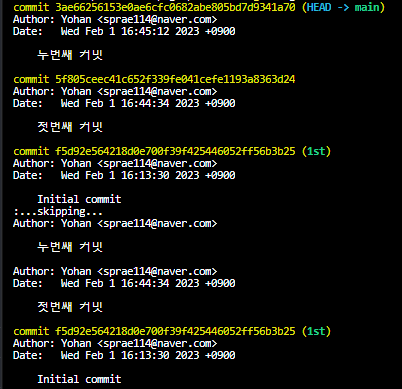 commit 3ae66256153e0ae6cfc0682abe805bd7d9341a70 (HEAD -> main)
Author: Yohan <sprae114@naver.com>
Date:   Wed Feb 1 16:45:12 2023 +0900
두번째 커밋
commit 5f805ceec41c652f339fe041cefe1193a8363d24
Author: Yohan <sprae114@naver.com>
Date:   Wed Feb 1 16:44:34 2023 +0900
첫번째 커밋
commit f5d92e564218d0e700f39f425446052ff56b3b25 (1st)
Author: Yohan <sprae114@naver.com>
Date:   Wed Feb 1 16:13:30 2023 +0900
Initial commit
:...skipping...
Author: Yohan <sprae114@naver.com>
두번째 커밋
Author: Yohan <sprae114@naver.com>
Date:   Wed Feb 1 16:44:34 2023 +0900
첫번째 커밋
commit f5d92e564218d0e700f39f425446052ff56b3b25 (1st)
Author: Yohan <sprae114@naver.com>
Date:   Wed Feb 1 16:13:30 2023 +0900
Initial commit